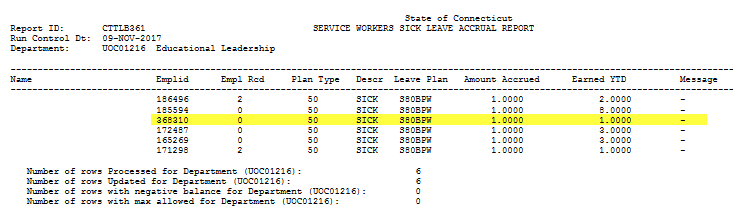 State of Connecticut
Report ID: CTTLB361 SERVICE WORKERS SICK LEAVE ACCRUAL REPORT
Run Control Dt: 09-NOV-2017
Department: UOC01216 Educational Leadership
Name Emplid Empl Rcd Plan Type Descr Leave Plan Amount Accrued Earned YTD Message
186496 2 50 SICK S80BPW 1.0000 2.0000 -
185594 0 50 SICK S80BPW 1.0000 8.0000 -
368310 0 50 SICK S80BPW 1.0000 1.0000 -
172487 0 50 SICK S80BPW 1.0000 3.0000 -
165269 0 50 SICK S80BPW 1.0000 3.0000 -
171298 2 50 SICK S80BPW 1.0000 1.0000 -
Number of rows Processed for Department (UOC01216): 6
Number of rows Updated for Department (UOC01216): 6
Number of rows with negative balance for Department (UOC01216): 0
Number of rows with max allowed for Department (UOC01216): 0